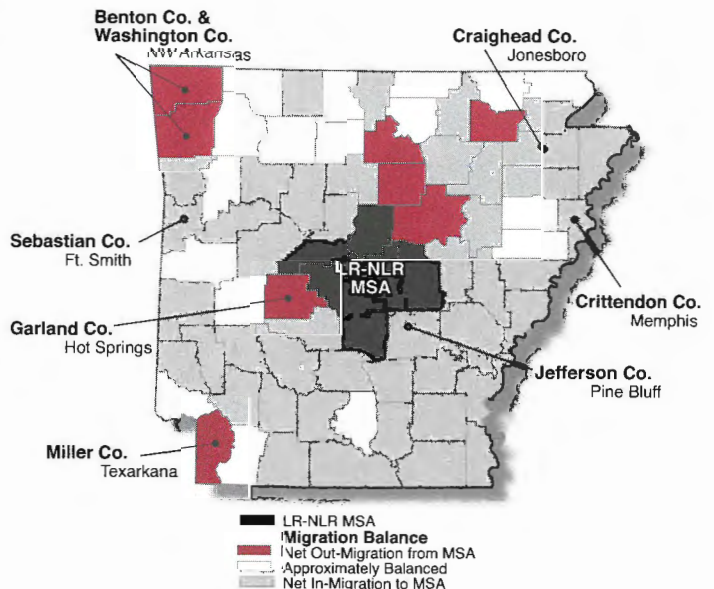 Benton Co. &
Washington Co.
NW Arkansas
Craighead Co.
Jonesboro
Sebastian Co.
Ft. Smith
LR-NLR
MSA
Crittendon Co.
Memphis
Garland Co.
Hot Springs
Jefferson Co.
Pine Bluff
Miller Co.
Texarkana
LR-NLR MSA
Migration Balance
Net Out-Migration from MSA
Approximately Balanced
Net In-Migration to MSA